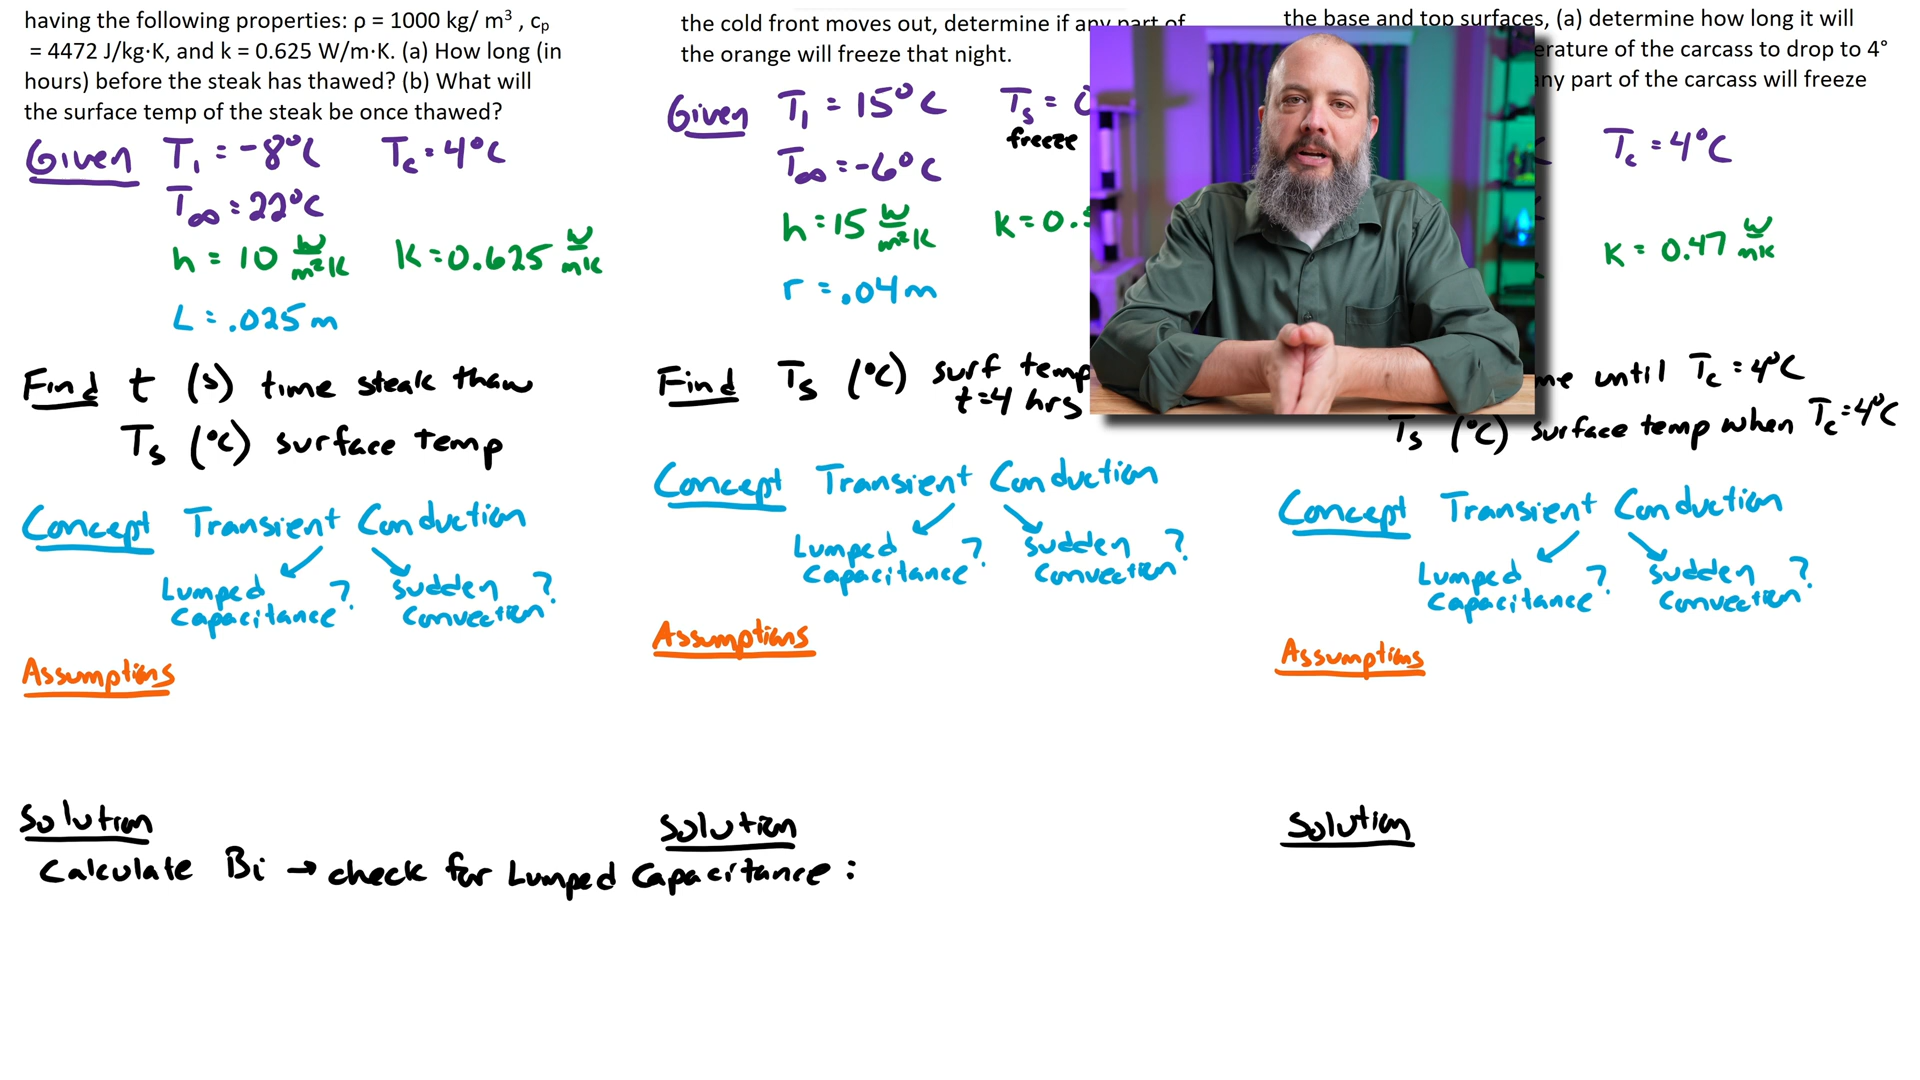 having the following properties: ρ = 1000 kg/ m³ , cₚ
= 4472 J/kg·K, and k = 0.625 W/m·K. (a) How long (in
hours) before the steak has thawed? (b) What will
the surface temp of the steak be once thawed?
Given T₁ = -8°C Tc = 4°C
T∞ = 22°C
h = 10 W/m²K K = 0.625 W/mK
L = .025 m
Find t (s) time steak thaw
Ts (°C) surface temp
Concept Transient Conduction
Lumped Capacitance? Sudden Convection?
Assumptions
Solution
Calculate Bi → check for Lumped Capacitance :
the cold front moves out, determine if any part of
the orange will freeze that night.
Given T₁ = 15°C Ts =
freeze
T∞ = -6°C
h = 15 W/m²K K = 0.
r = .04 m
Find Ts (°C) surf temp
t=4 hrs
Concept Transient Conduction
Lumped Capacitance? Sudden Convection?
Assumptions
Solution
the base and top surfaces, (a) determine how long it will
of the carcass to drop to 4°
any part of the carcass will freeze
Tc = 4°C
K = 0.47 W/mK
until Tc = 4°C
Ts (°C) surface temp when Tc = 4°C
Concept Transient Conduction
Lumped Capacitance? Sudden Convection?
Assumptions
Solution